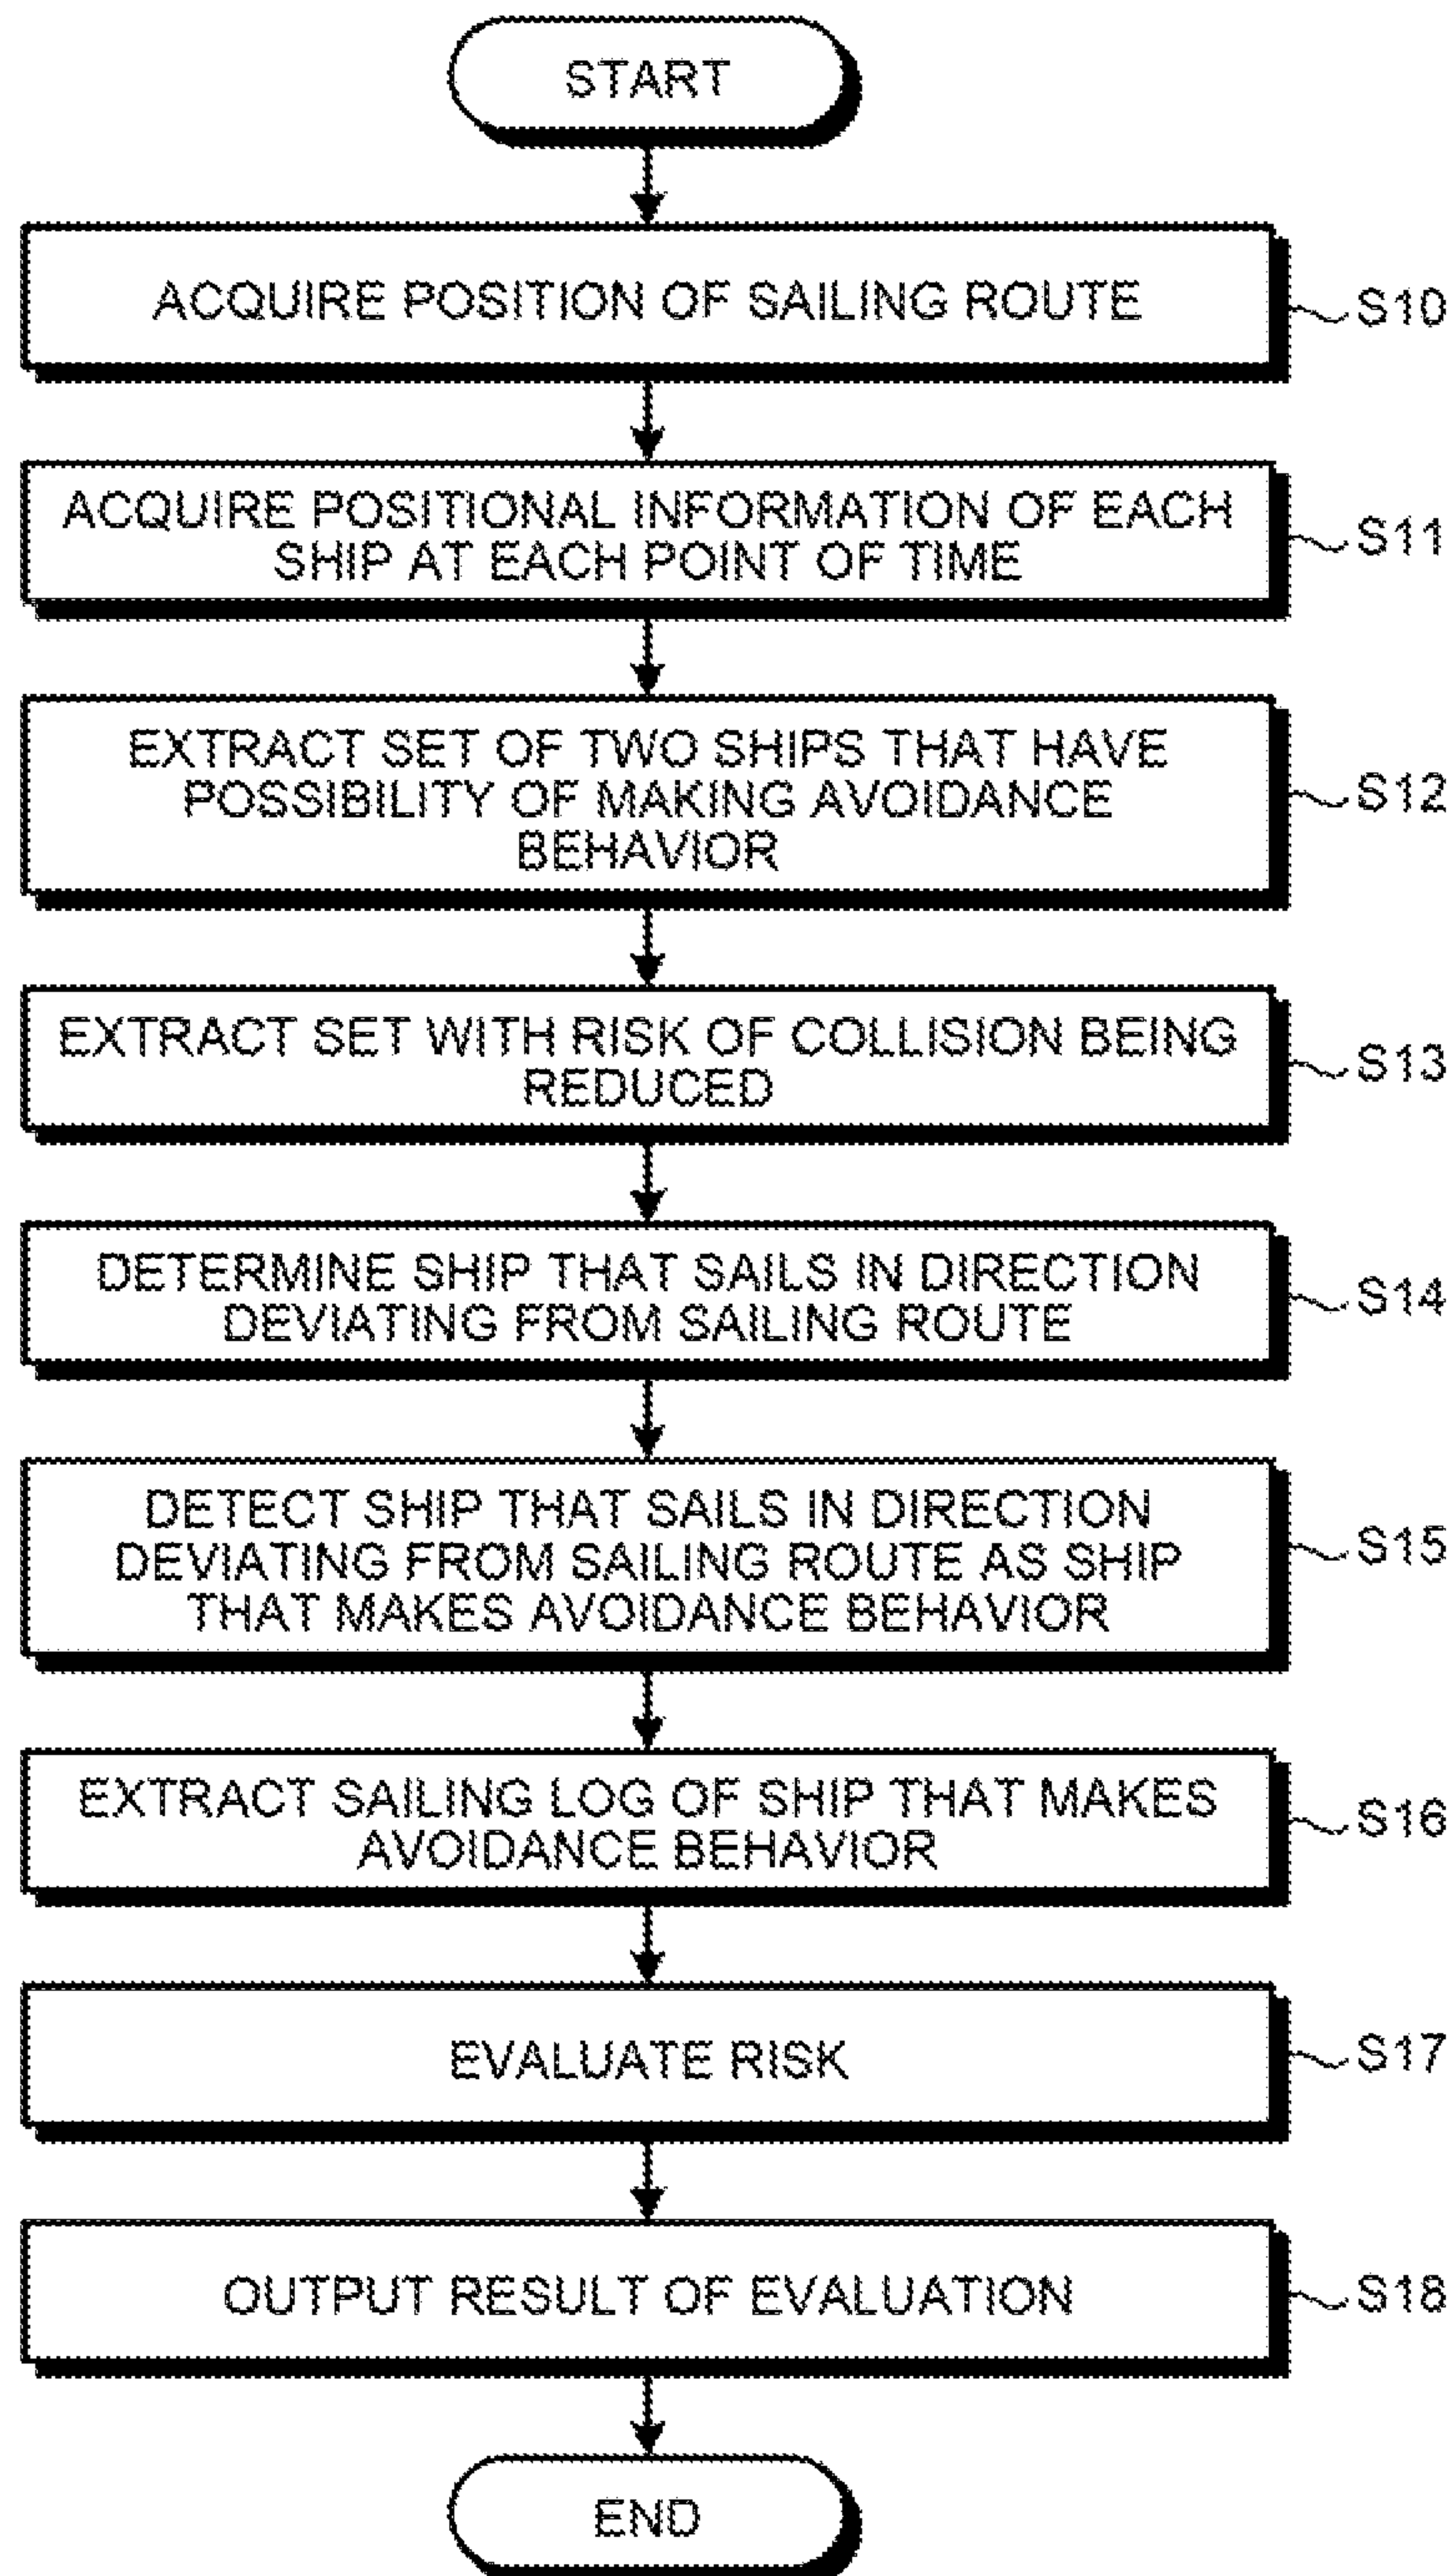 START
ACQUIRE POSITION OF SAILING ROUTE
S10
ACQUIRE POSITIONAL INFORMATION OF EACH
SHIP AT EACH POINT OF TIME
S11
EXTRACT SET OF TWO SHIPS THAT HAVE
POSSIBILITY OF MAKING AVOIDANCE
BEHAVIOR
S12
EXTRACT SET WITH RISK OF COLLISION BEING
REDUCED
S13
DETERMINE SHIP THAT SAILS IN DIRECTION
DEVIATING FROM SAILING ROUTE
S14
DETECT SHIP THAT SAILS IN DIRECTION
DEVIATING FROM SAILING ROUTE AS SHIP
THAT MAKES AVOIDANCE BEHAVIOR
S15
EXTRACT SAILING LOG OF SHIP THAT MAKES
AVOIDANCE BEHAVIOR
S16
EVALUATE RISK
S17
OUTPUT RESULT OF EVALUATION
S18
END